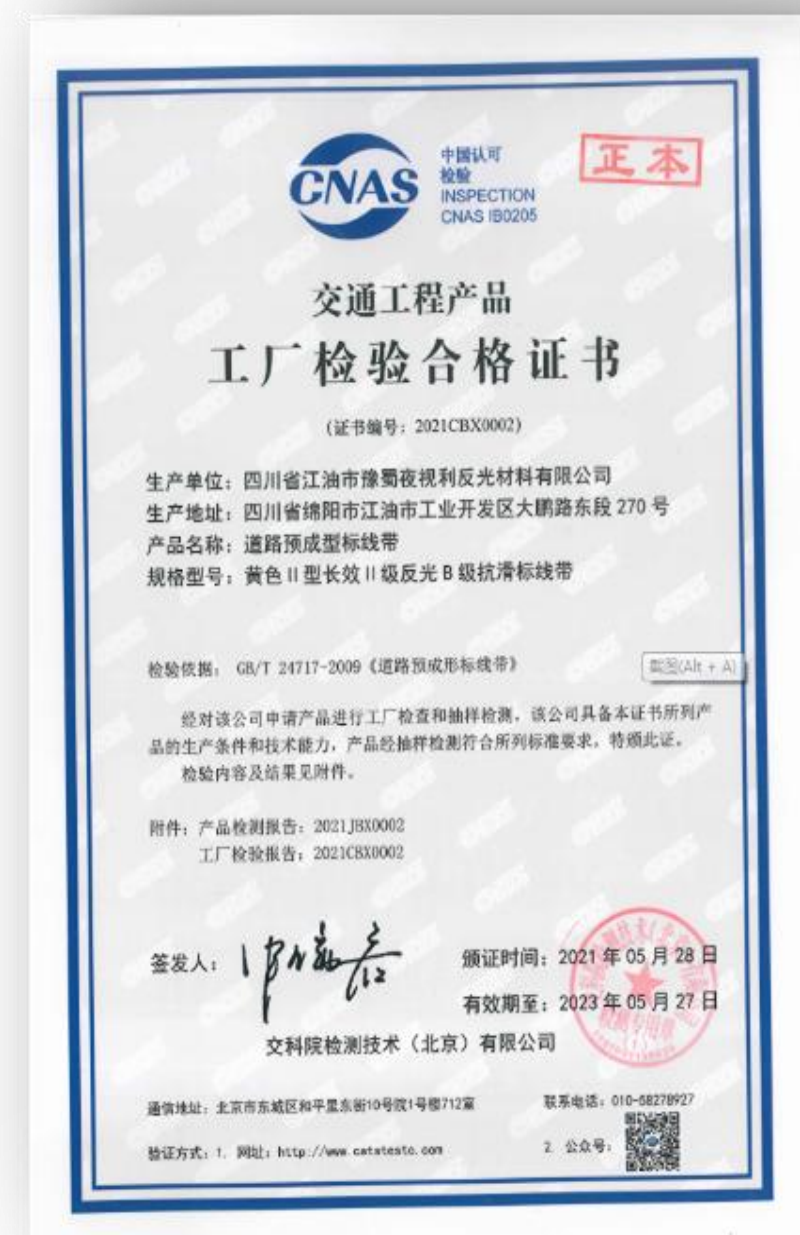 CNAS
中国认可
检验
INSPECTION
CNAS IB0205
正本
交通工程产品
工厂检验合格证书
(证书编号：2021CBX0002)
生产单位：四川省江油市豫蜀夜视利反光材料有限公司
生产地址：四川省绵阳市江油市工业开发区大鹏路东段 270 号
产品名称：道路预成型标线带
规格型号：黄色Ⅱ型长效Ⅱ级反光 B 级抗滑标线带
检验依据： GB/T 24717-2009《道路预成形标线带》
截图(Alt + A)
经对该公司申请产品进行工厂检查和抽样检测，该公司具备本证书所列产
品的生产条件和技术能力，产品经抽样检测符合所列标准要求，特颁此证。
检验内容及结果见附件。
附件：产品检测报告：2021JBX0002
工厂检验报告：2021CBX0002
签发人：
颁证时间：2021 年 05 月 28 日
有效期至：2023 年 05 月 27 日
交科院检测技术（北京）有限公司
通信地址：北京市东城区和平里东街10号院1号楼712室
联系电话：010-68278927
验证方式：1. 网址：http://www.catstestc.com
2. 公众号：